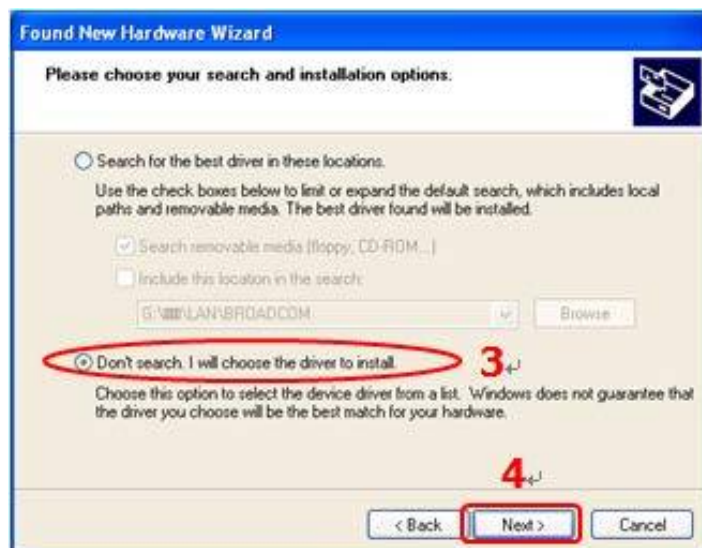 Found New Hardware Wizard
Please choose your search and installation options.
Search for the best driver in these locations.
Use the check boxes below to limit or expand the default search, which includes local
paths and removable media. The best driver found will be installed.
Search removable media (floppy, CD-ROM...)
Include this location in the search:
\LAN\BROADCOM
Browse
Don't search. I will choose the driver to install.
3
Choose this option to select the device driver from a list. Windows does not guarantee that
the driver you choose will be the best match for your hardware.
4
< Back Next > Cancel